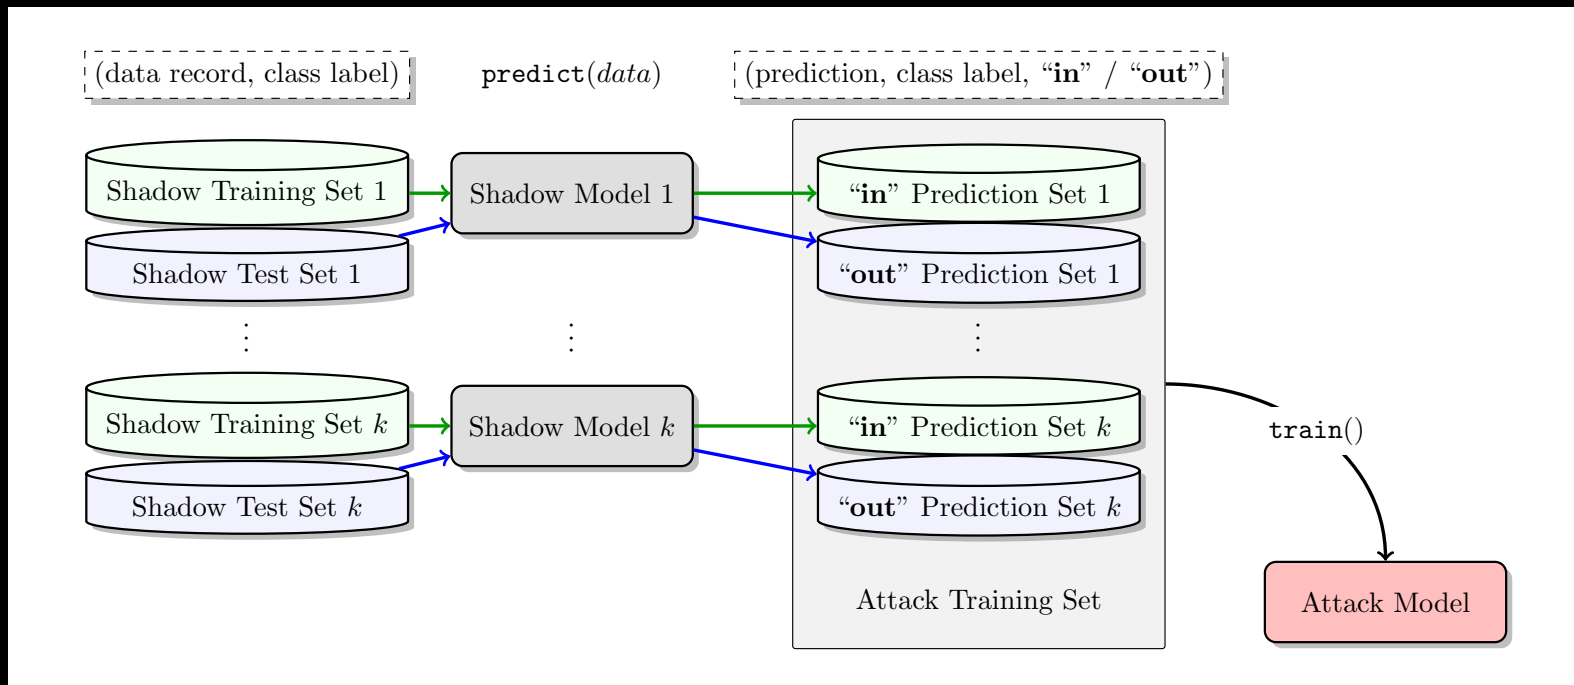 (data record, class label)
predict(data)
(prediction, class label, “in” / “out”)
Shadow Training Set 1
Shadow Model 1
“in” Prediction Set 1
Shadow Test Set 1
“out” Prediction Set 1
⋮
⋮
⋮
Shadow Training Set k
Shadow Model k
“in” Prediction Set k
train()
Shadow Test Set k
“out” Prediction Set k
Attack Training Set
Attack Model